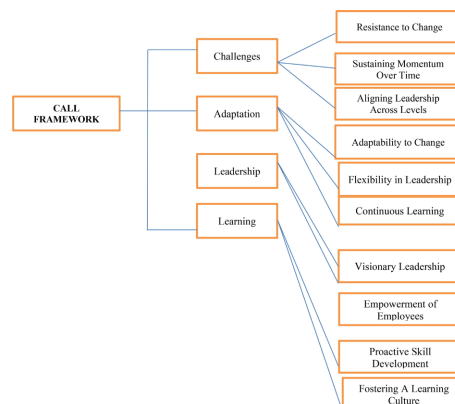 CALL
FRAMEWORK
Challenges
Adaptation
Leadership
Learning
Resistance to Change
Sustaining Momentum
Over Time
Aligning Leadership
Across Levels
Adaptability to Change
Flexibility in Leadership
Continuous Learning
Visionary Leadership
Empowerment of
Employees
Proactive Skill
Development
Fostering A Learning
Culture